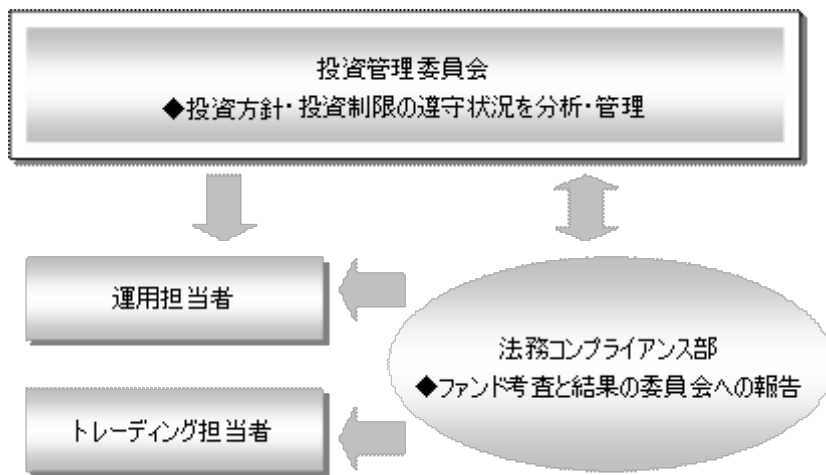 投資管理委員会
◆投資方針・投資制限の遵守状況を分析・管理
運用担当者
法務コンプライアンス部
◆ファンド考査と結果の委員会への報告
トレーディング担当者